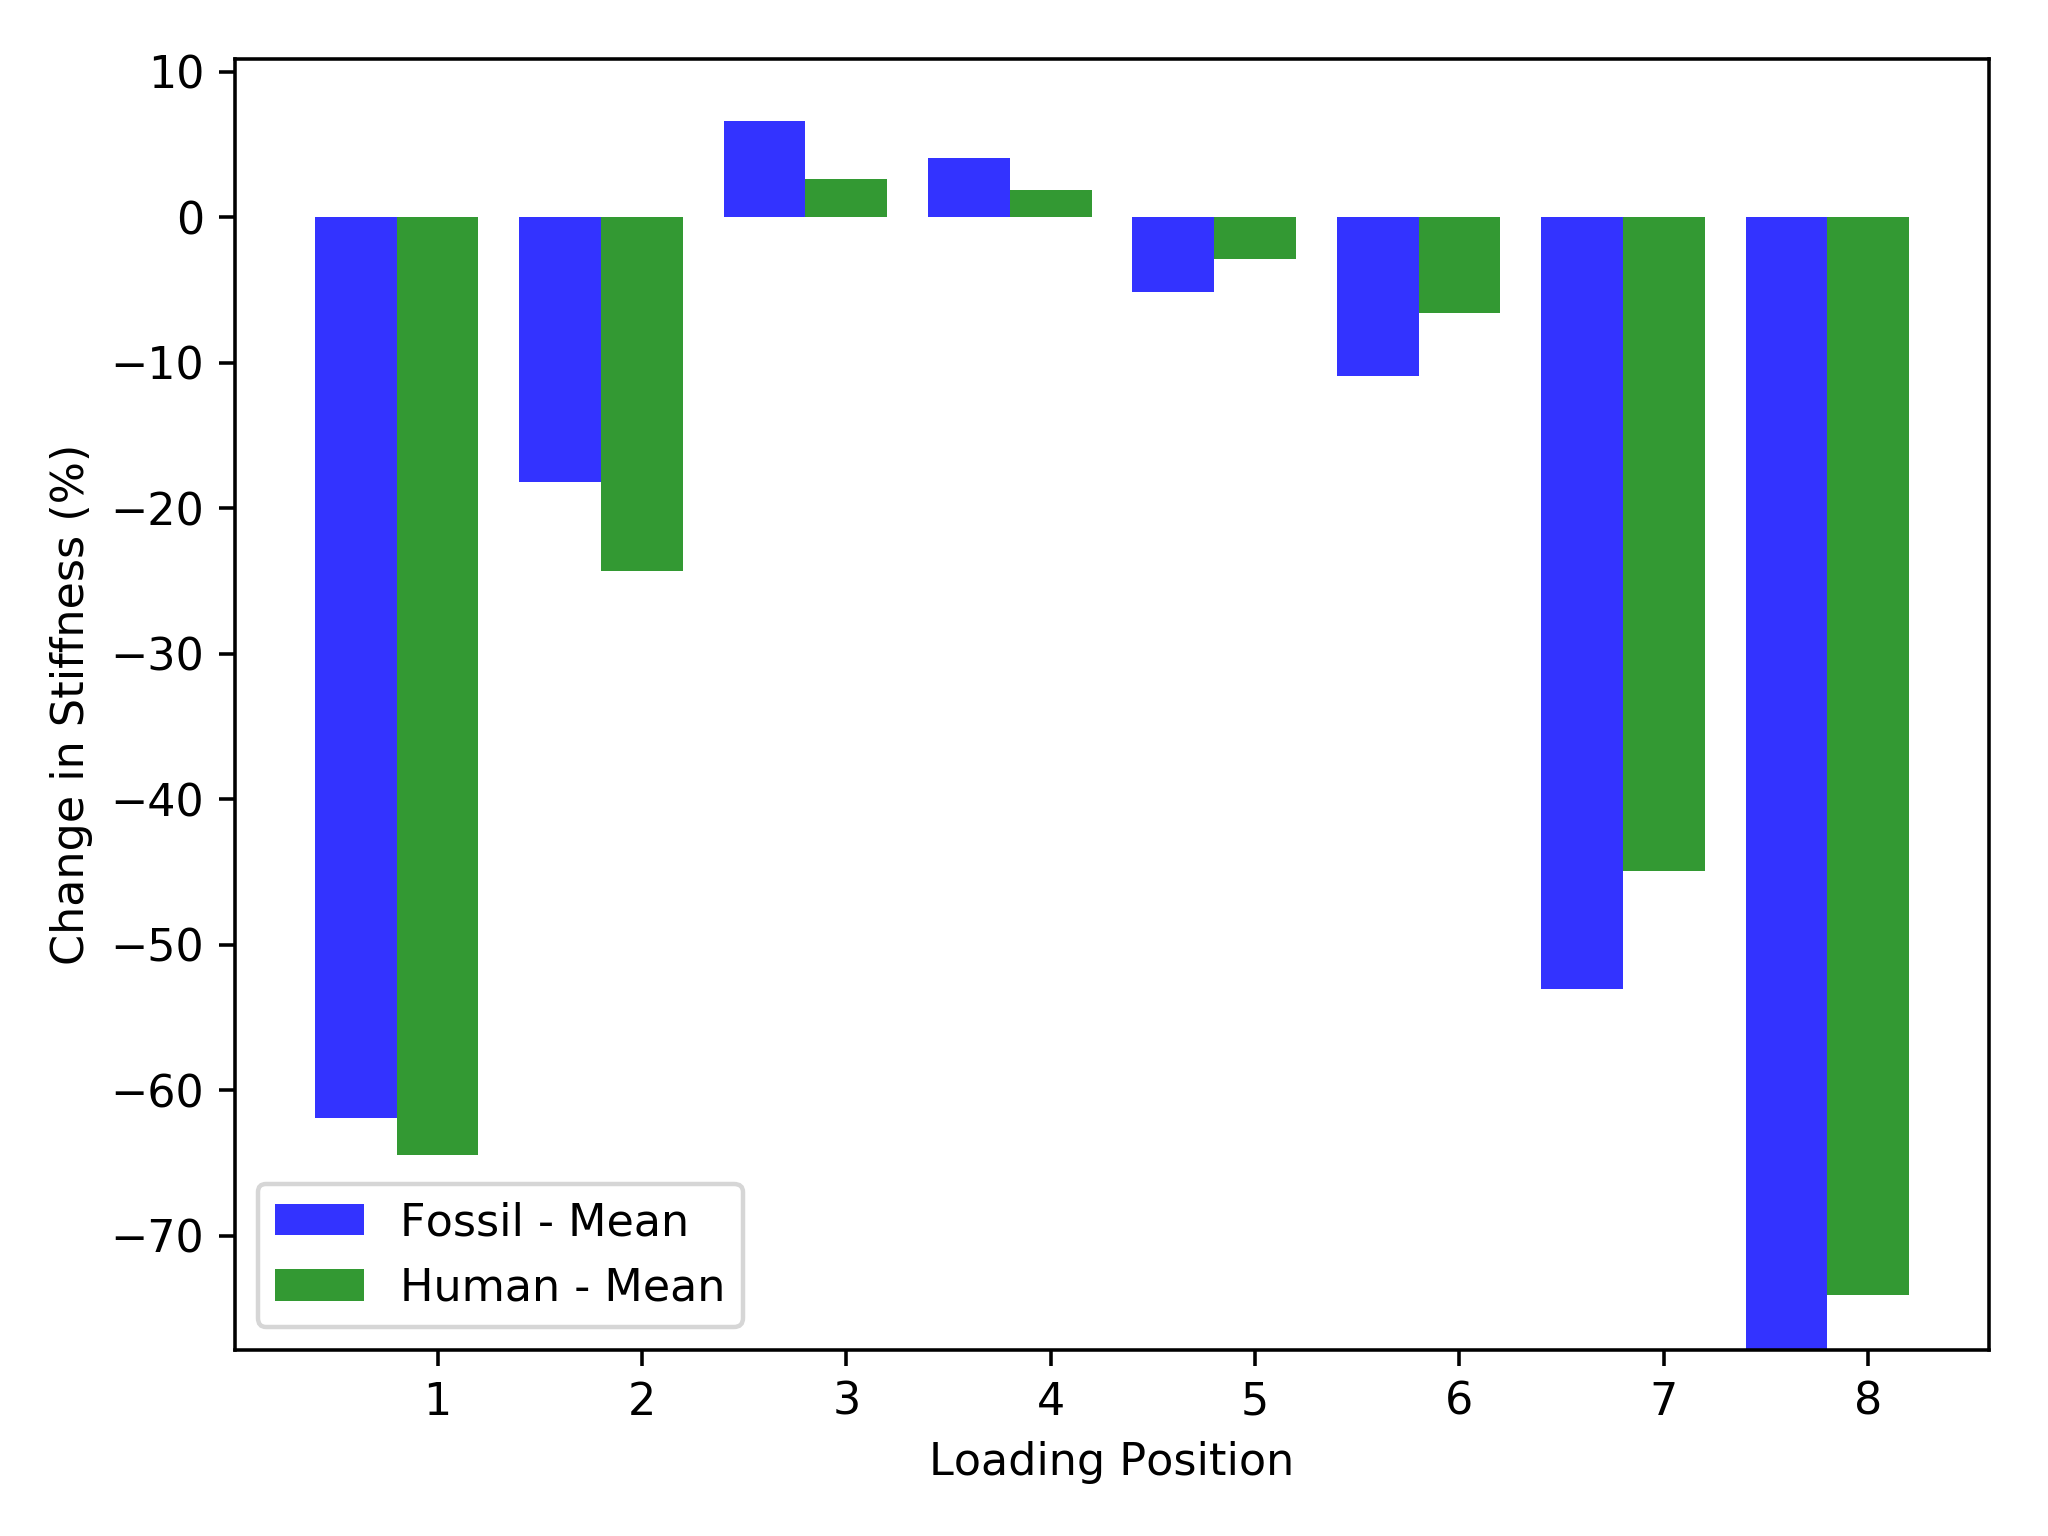 10
0
−10
−20
−30
−40
−50
−60
−70
Change in Stiffness (%)
Fossil - Mean
Human - Mean
1 2 3 4 5 6 7 8
Loading Position